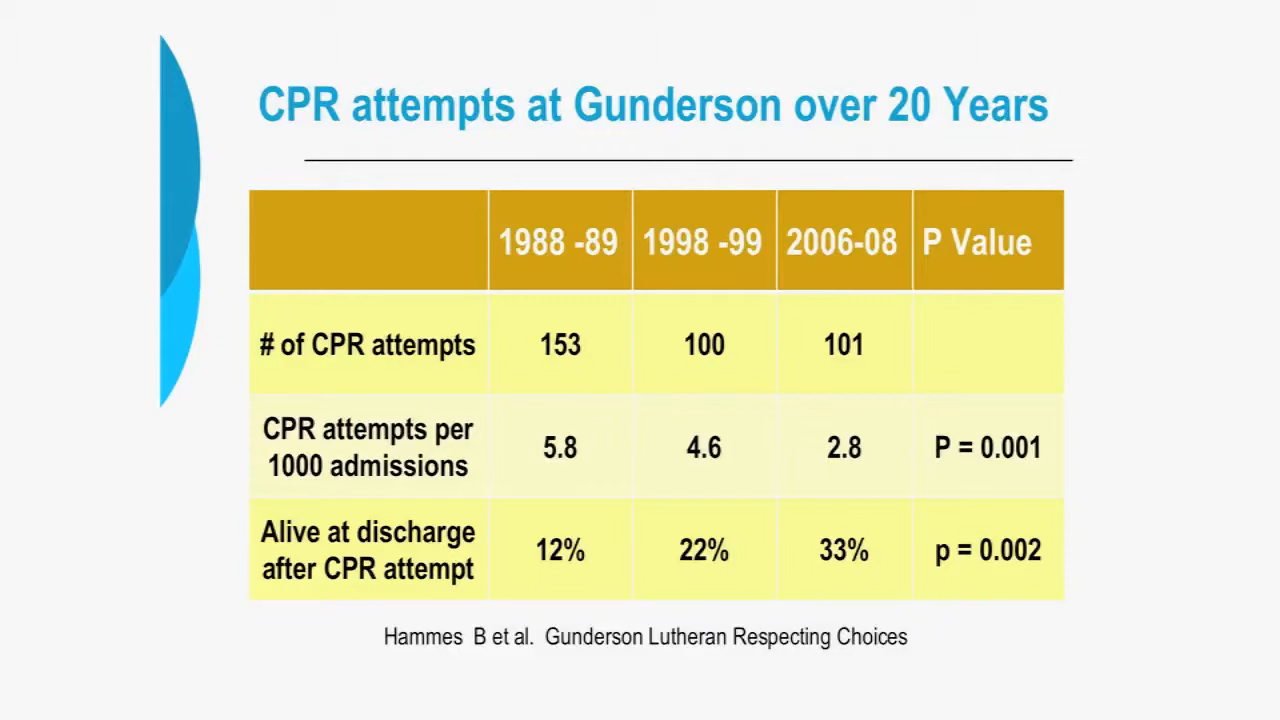 CPR attempts at Gunderson over 20 Years
1988 -89 1998 -99 2006-08 P Value
# of CPR attempts 153 100 101
CPR attempts per
1000 admissions 5.8 4.6 2.8 P = 0.001
Alive at discharge
after CPR attempt 12% 22% 33% p = 0.002
Hammes  B et al.  Gunderson Lutheran Respecting Choices